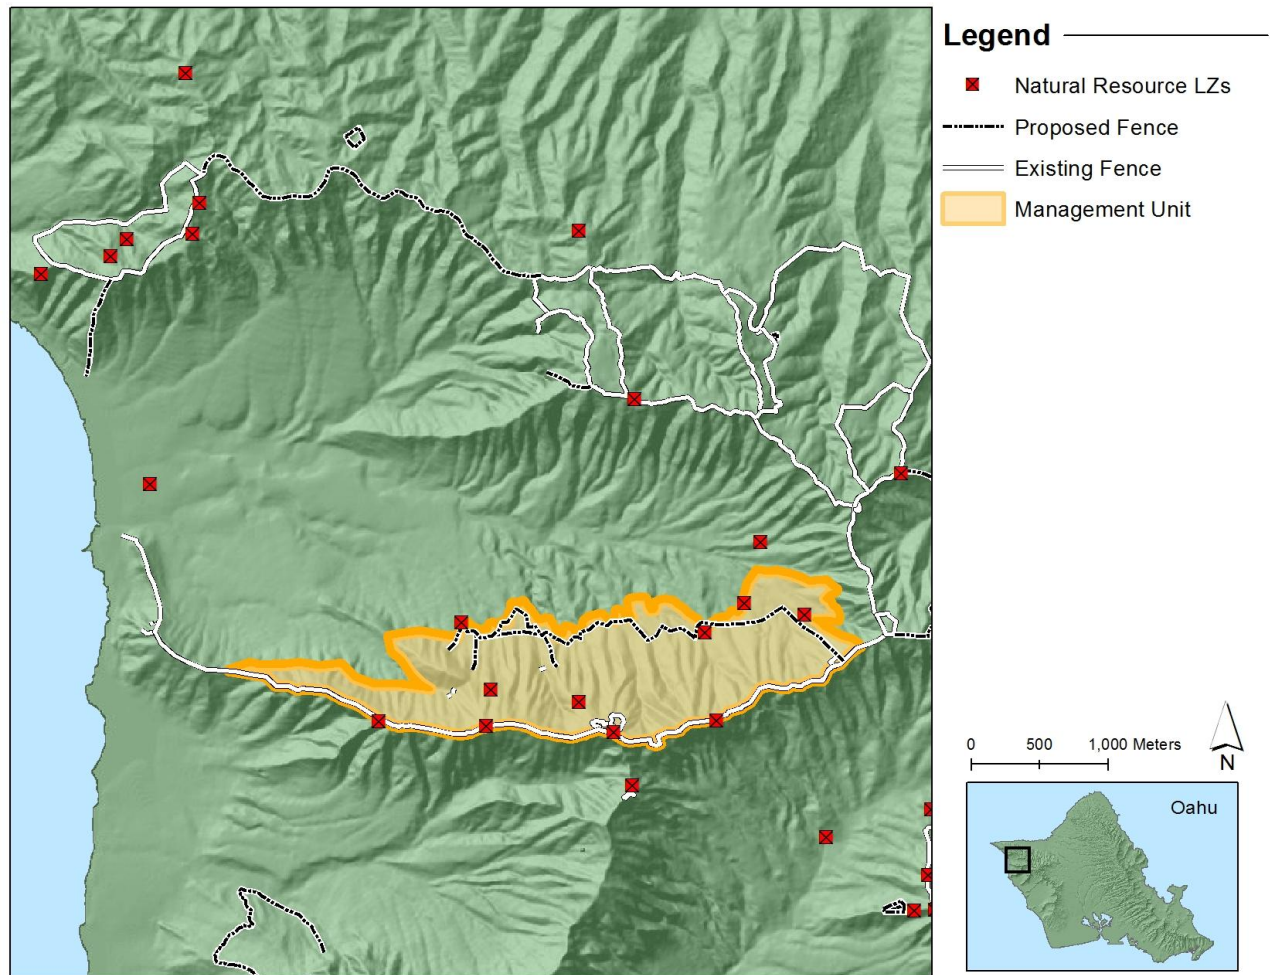 Legend
Natural Resource LZs
Proposed Fence
Existing Fence
Management Unit
0 500 1,000 Meters
N
Oahu